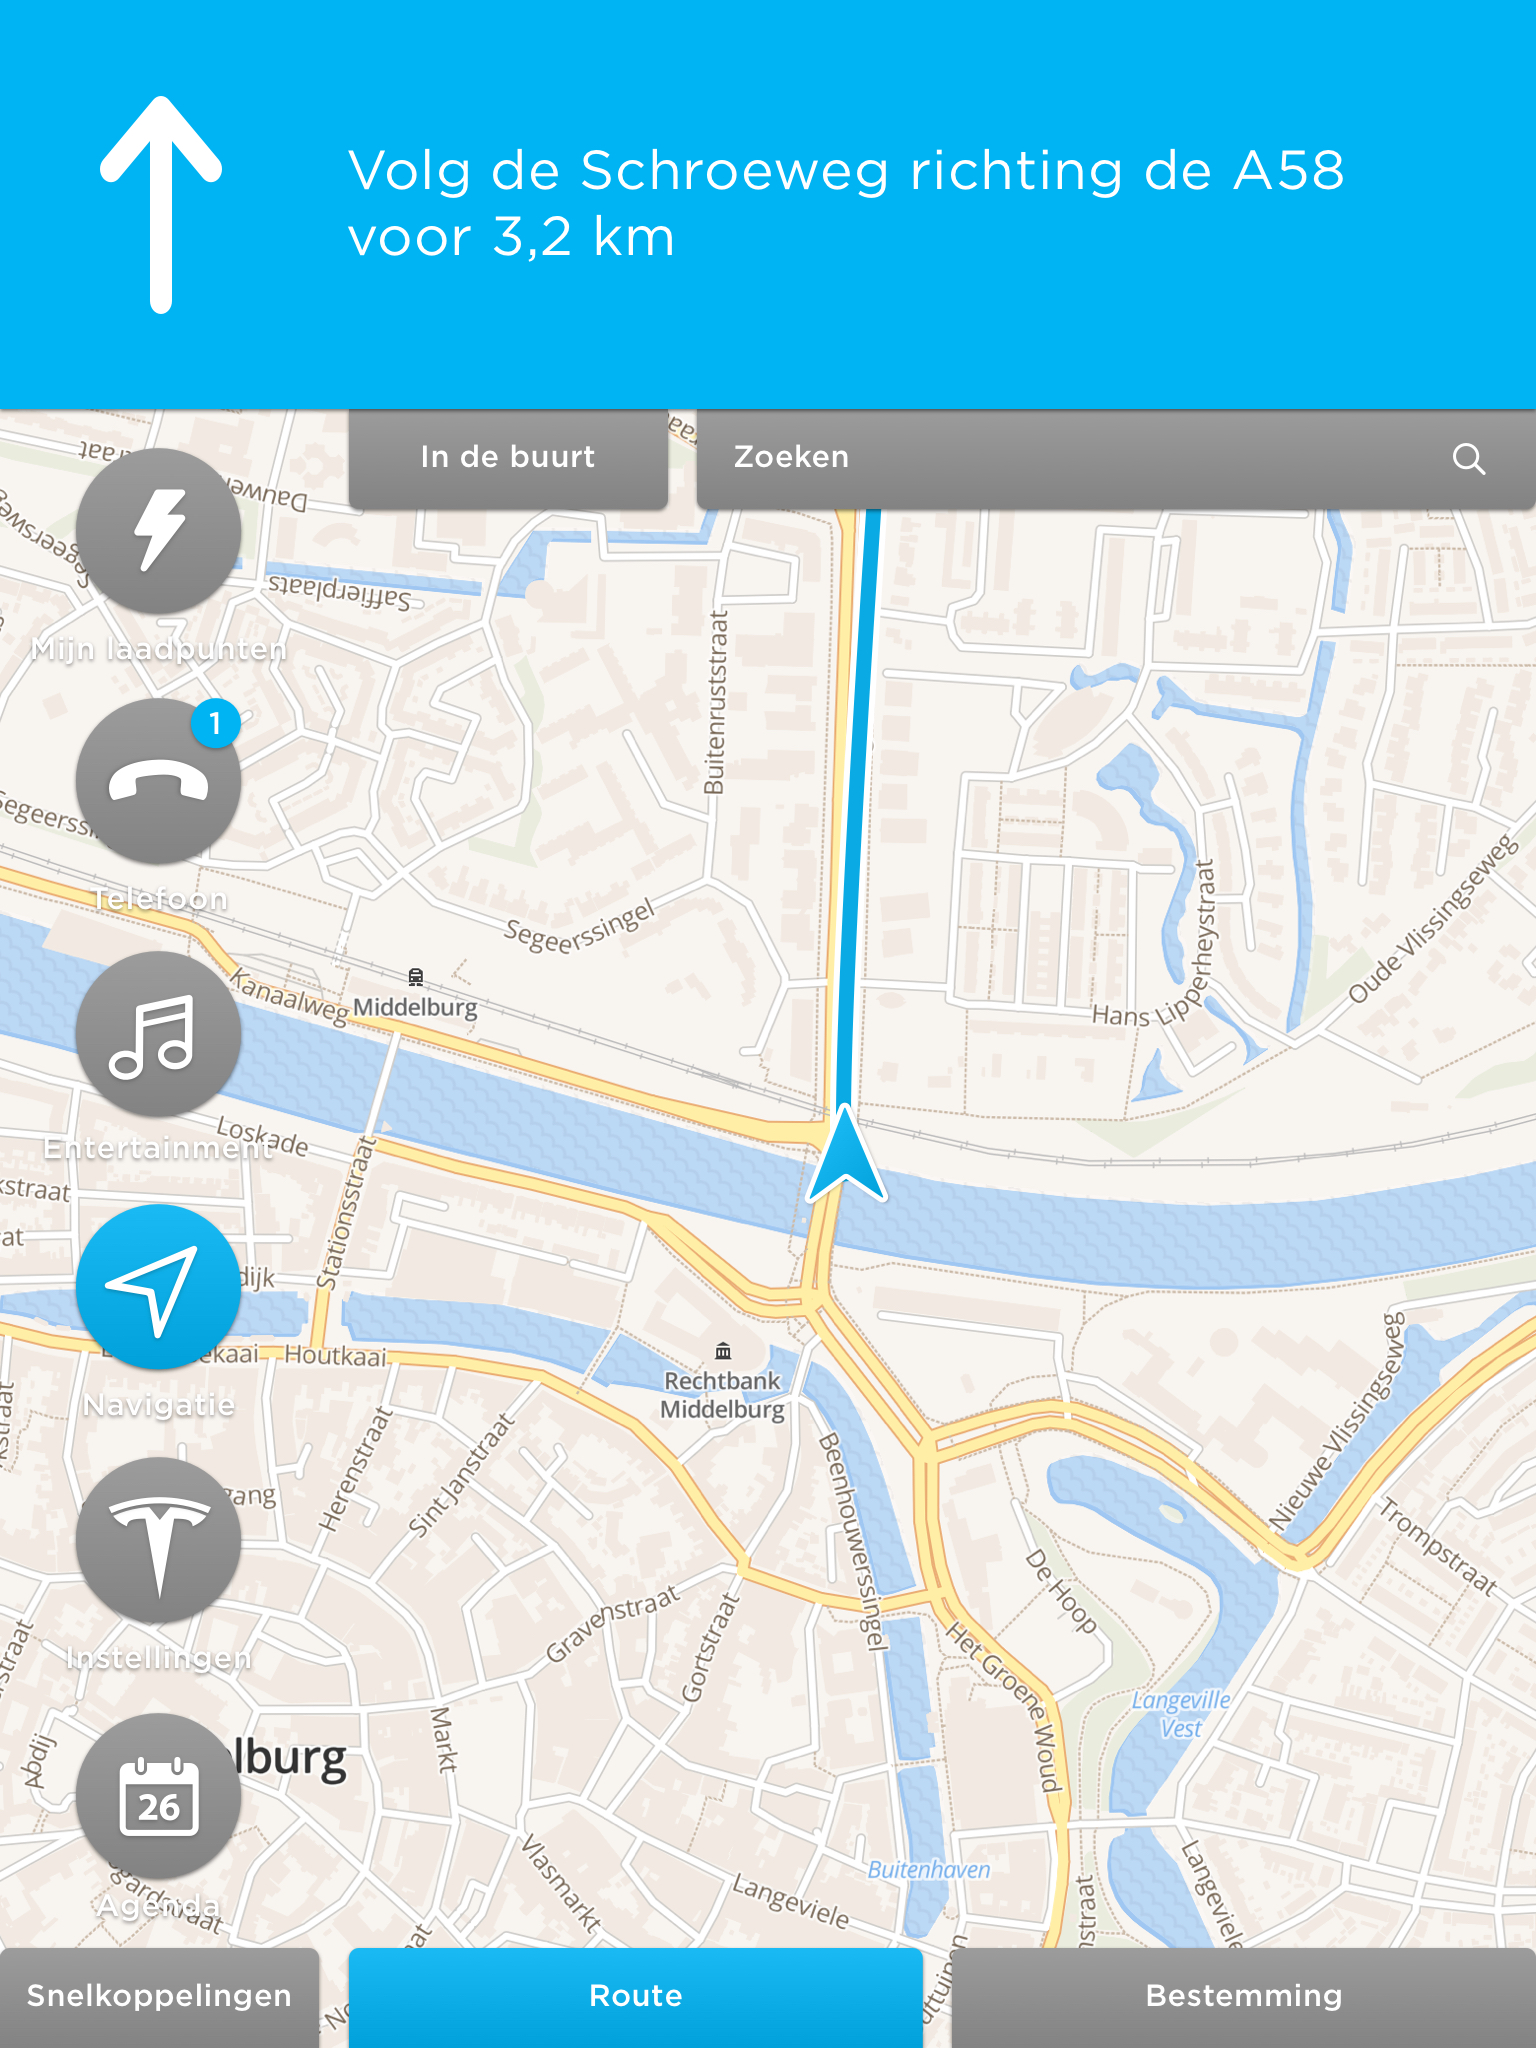 Volg de Schroeweg richting de A58
voor 3,2 km
In de buurt
Zoeken
Dauwen
Saffierplaats
Mijn laadpunten
Buitenruststraat
1
Telefoon
Segeerssingel
Kanaalweg
Middelburg
Hans Lipperheystraat
Oude Vlissingseweg
Loskade
Entertainment
Stationsstraat
Houtkaai
Navigatie
Rechtbank
Middelburg
Nieuwe Vlissingseweg
Herenstraat
Sint Janstraat
Beenhouwerssingel
Trompstraat
De Hoop
Gravenstraat
Gortstraat
Het Groene Woud
Instellingen
Langeville
Vest
Markt
Abdij
lburg
26
Vlasmarkt
Langeviele
Buitenhaven
Langeviele
Agenda
Snelkoppelingen
Route
Bestemming